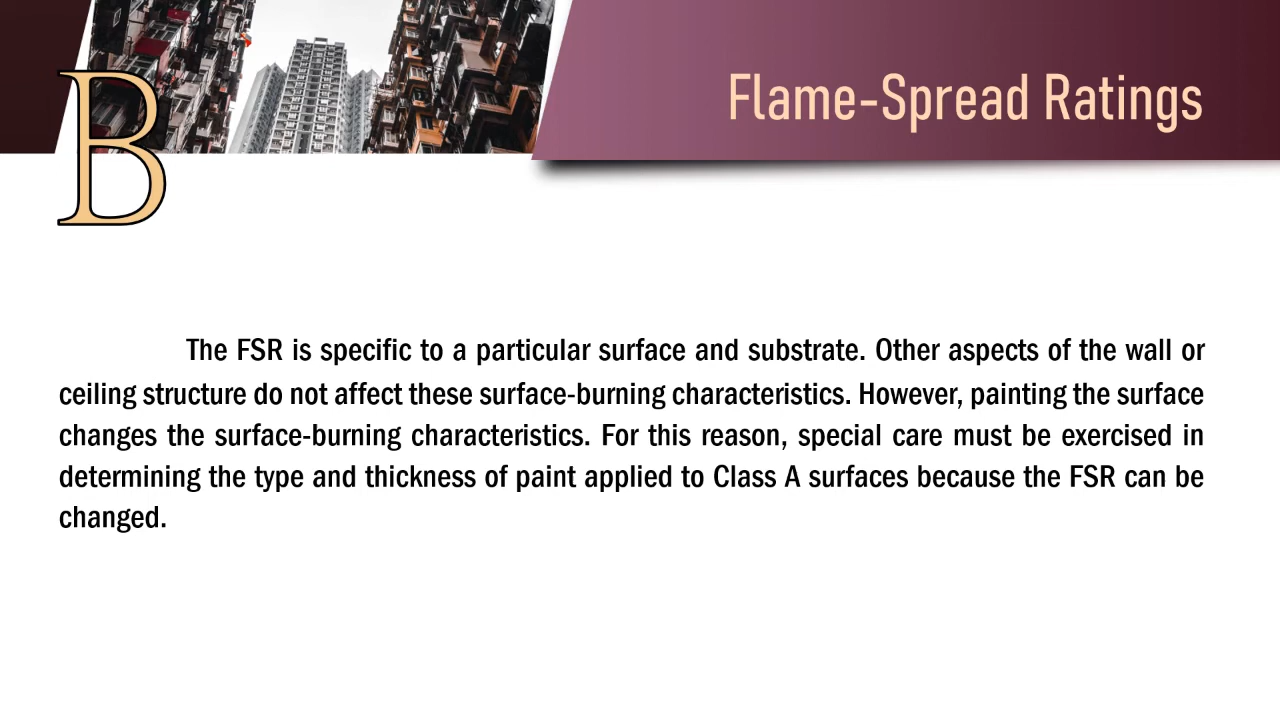 Flame-Spread Ratings
B
The FSR is specific to a particular surface and substrate. Other aspects of the wall or
ceiling structure do not affect these surface-burning characteristics. However, painting the surface
changes the surface-burning characteristics. For this reason, special care must be exercised in
determining the type and thickness of paint applied to Class A surfaces because the FSR can be
changed.